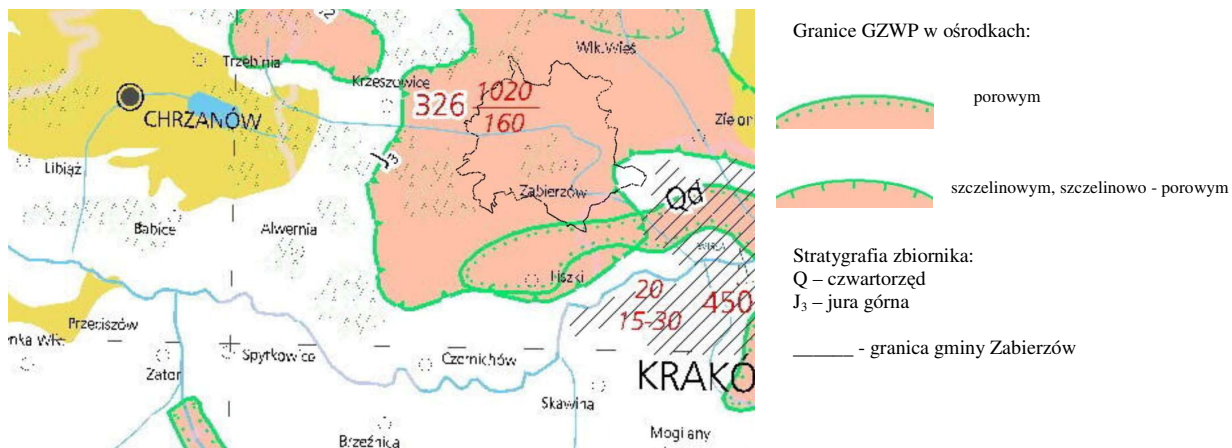 Trzebinia
Wlk.Wieś
Krzeszowice
326
1020
160
CHRZANÓW
J3
Libiąż
Zabierzów
Qd
Babice
Alwernia
Liszki
20
15-30
450
Przeciszów
Spytkowice
Czernichów
Zator
KRAKÓ
Skawina
Brzeźnica
Mogilany
Granice GZWP w ośrodkach:
porowym
szczelinowym, szczelinowo - porowym
Stratygrafia zbiornika:
Q – czwartorzęd
J₃ – jura górna
_______ - granica gminy Zabierzów